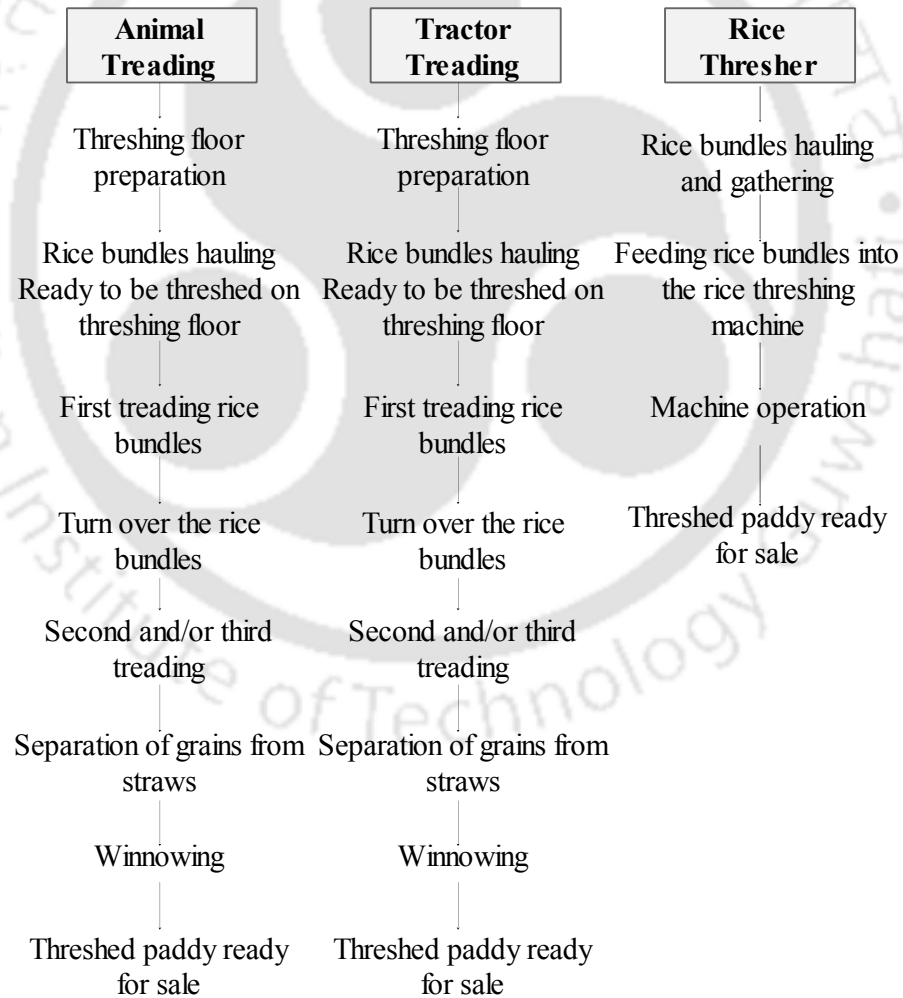 Animal
Treading
Threshing floor
preparation
Rice bundles hauling
Ready to be threshed on
threshing floor
First treading rice
bundles
Turn over the rice
bundles
Second and/or third
treading
Separation of grains from
straws
Winnowing
Threshed paddy ready
for sale
Tractor
Treading
Threshing floor
preparation
Rice bundles hauling
Ready to be threshed on
threshing floor
First treading rice
bundles
Turn over the rice
bundles
Second and/or third
treading
Separation of grains from
straws
Winnowing
Threshed paddy ready
for sale
Rice
Thresher
Rice bundles hauling
and gathering
Feeding rice bundles into
the rice threshing
machine
Machine operation
Threshed paddy ready
for sale
Institute of Technology Guwahati